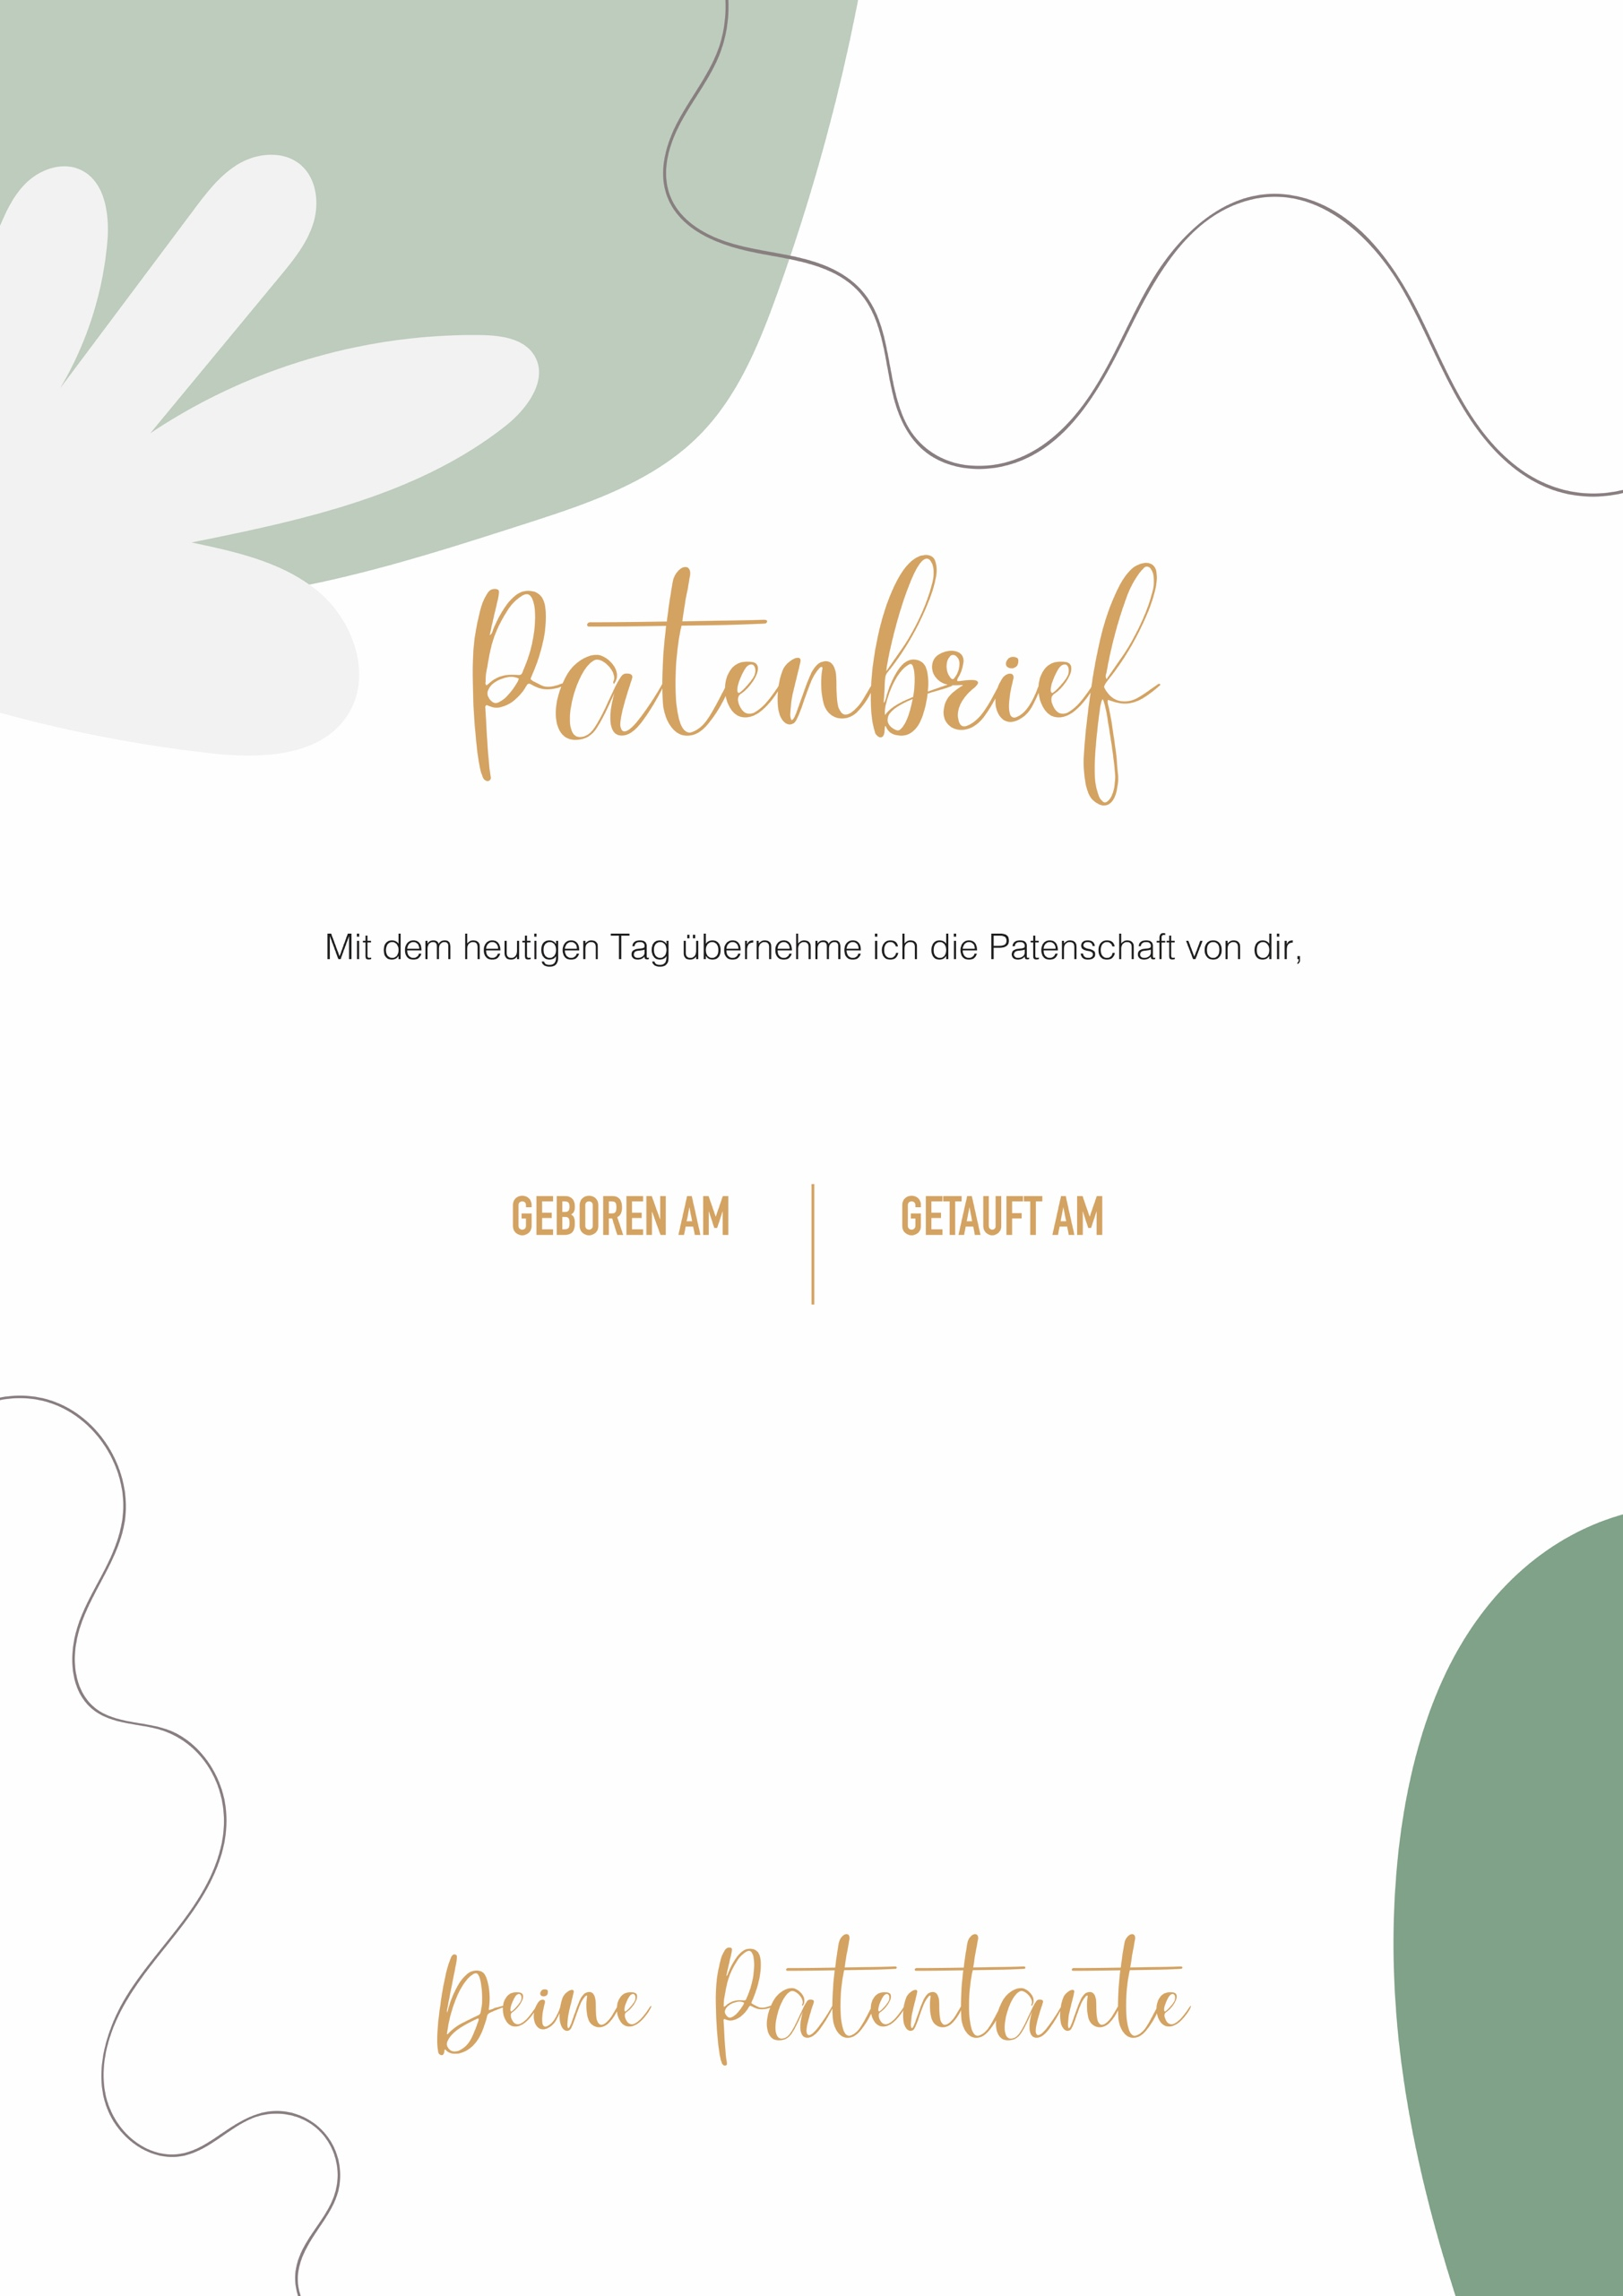 Patenbrief
Mit dem heutigen Tag übernehme ich die Patenschaft von dir,
GEBOREN AM
GETAUFT AM
Deine Patentante